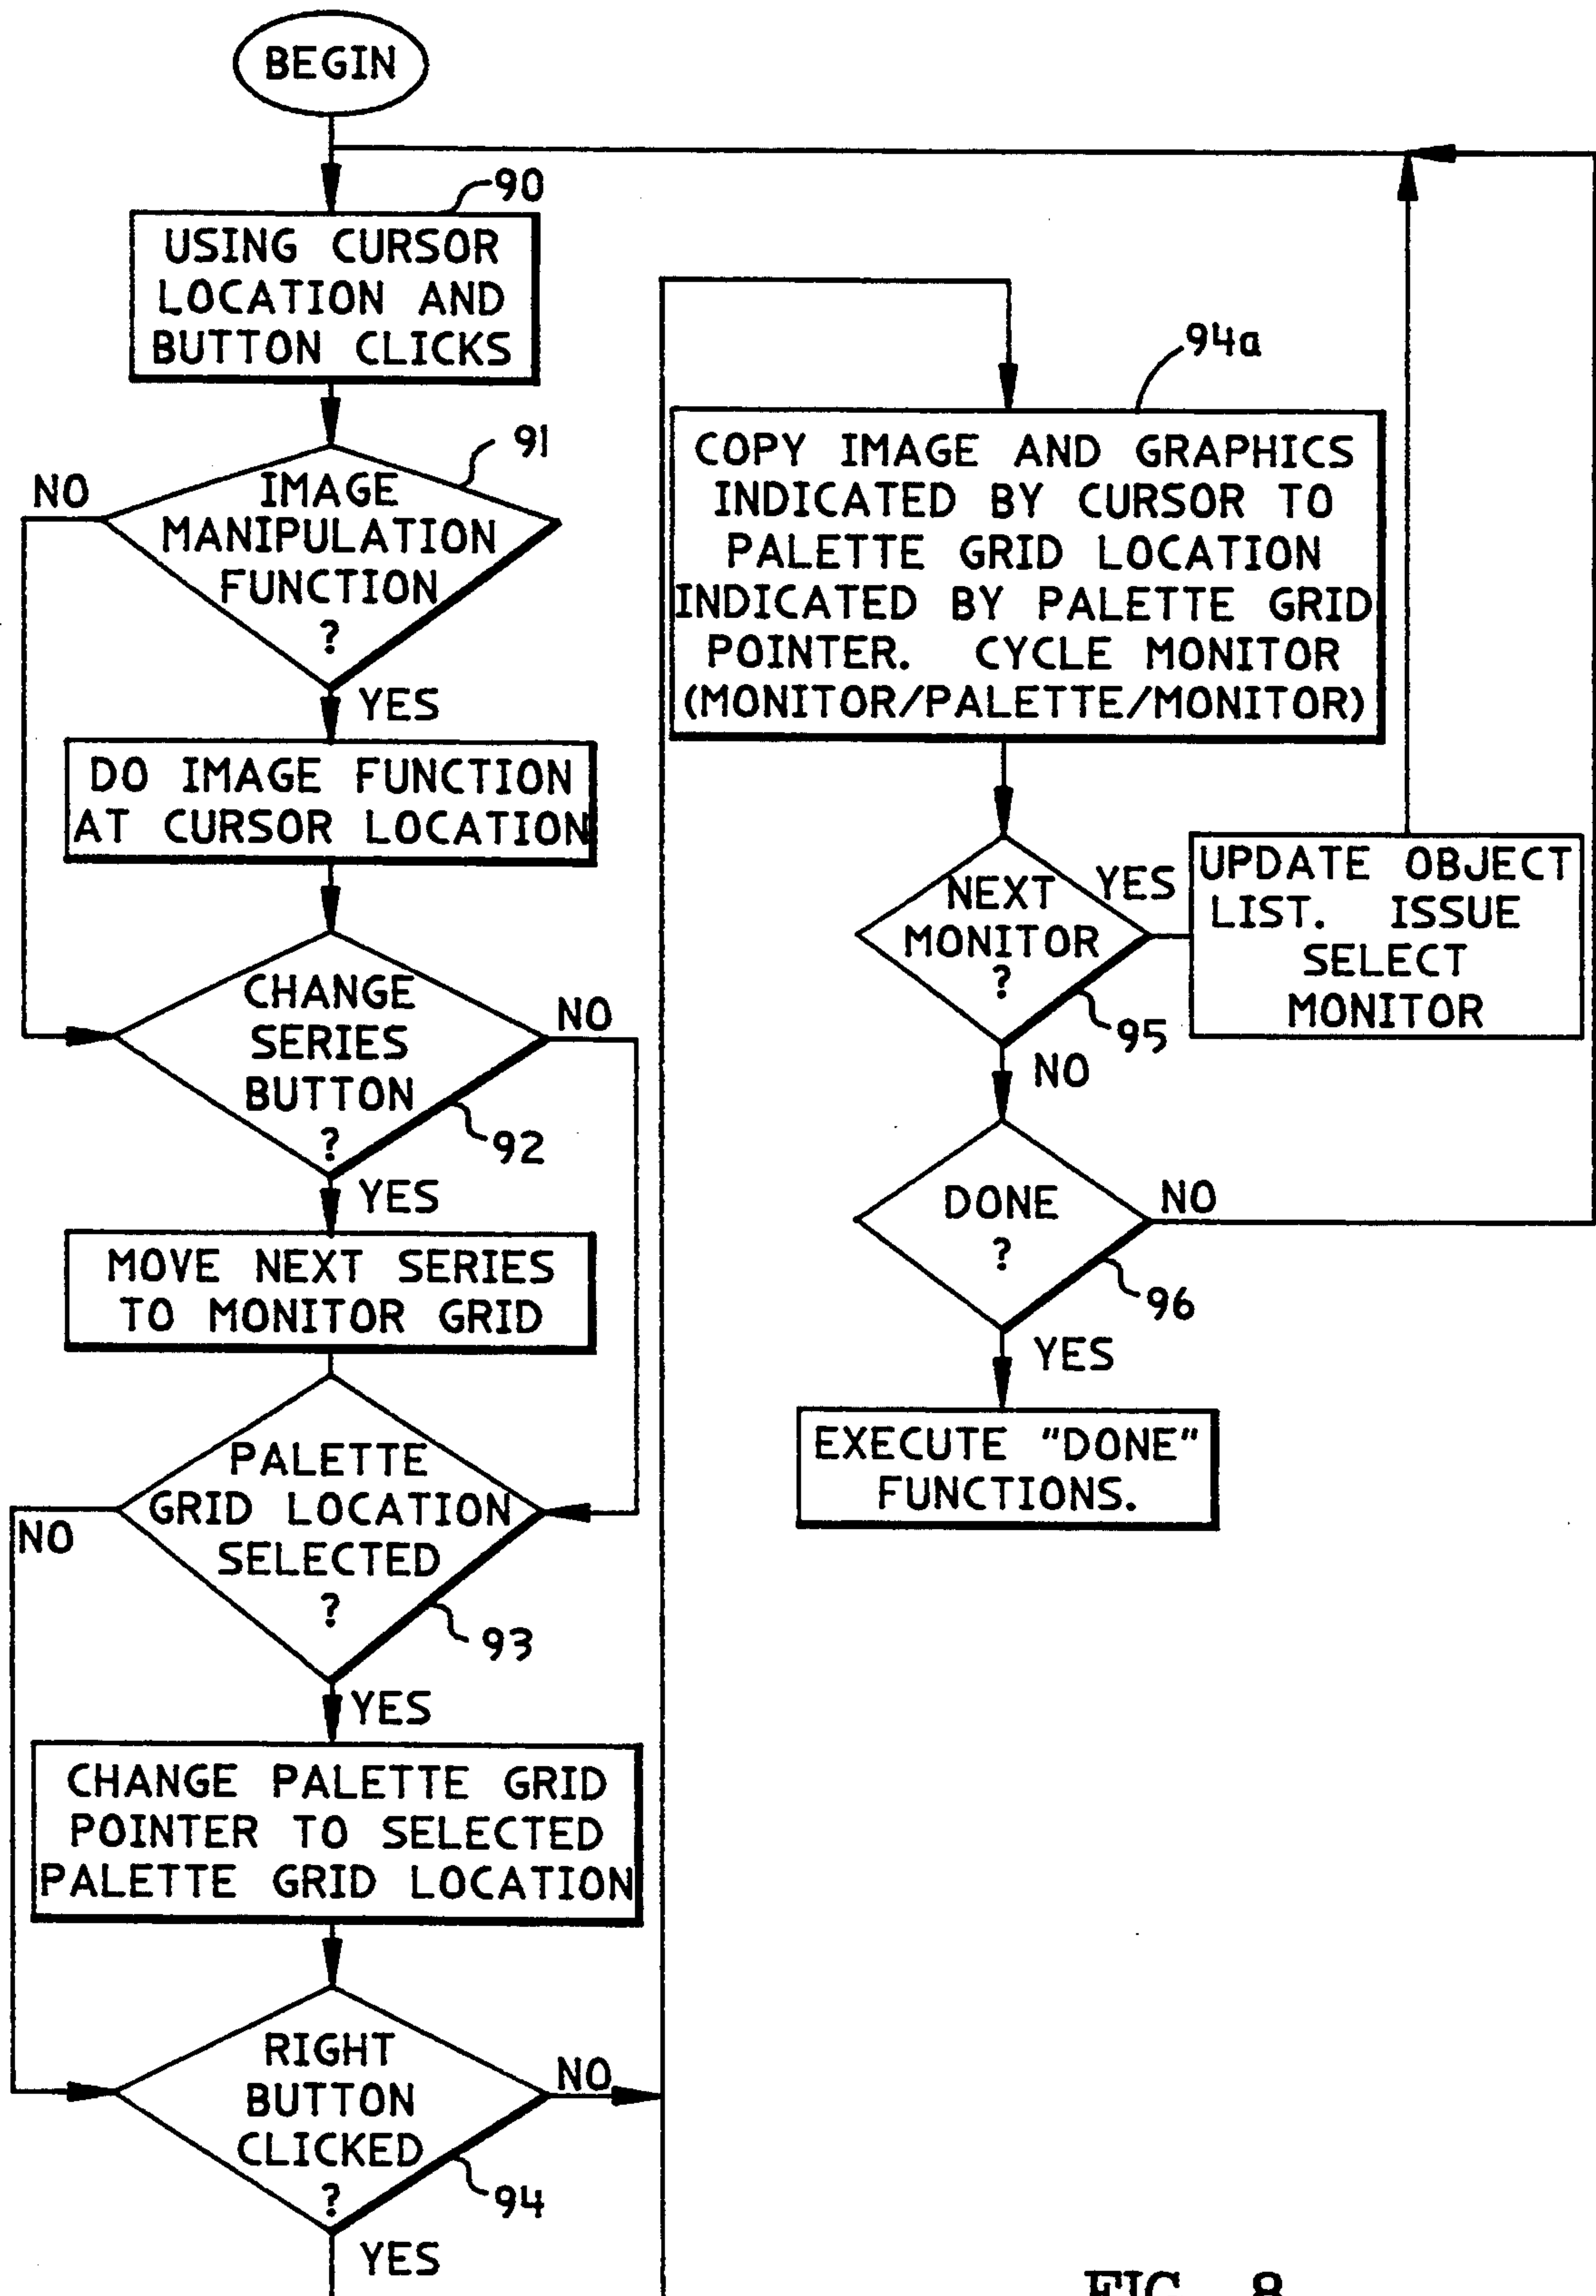 BEGIN
90
USING CURSOR
LOCATION AND
BUTTON CLICKS
91
NO
IMAGE
MANIPULATION
FUNCTION
?
YES
DO IMAGE FUNCTION
AT CURSOR LOCATION
CHANGE
SERIES
BUTTON
?
NO
92
YES
MOVE NEXT SERIES
TO MONITOR GRID
PALETTE
GRID LOCATION
SELECTED
?
NO
93
YES
CHANGE PALETTE GRID
POINTER TO SELECTED
PALETTE GRID LOCATION
RIGHT
BUTTON
CLICKED
?
NO
94
YES
94a
COPY IMAGE AND GRAPHICS
INDICATED BY CURSOR TO
PALETTE GRID LOCATION
INDICATED BY PALETTE GRID
POINTER. CYCLE MONITOR
(MONITOR/PALETTE/MONITOR)
NEXT
MONITOR
?
YES
95
UPDATE OBJECT
LIST. ISSUE
SELECT
MONITOR
NO
DONE
?
NO
96
YES
EXECUTE "DONE"
FUNCTIONS.
FIG. 8